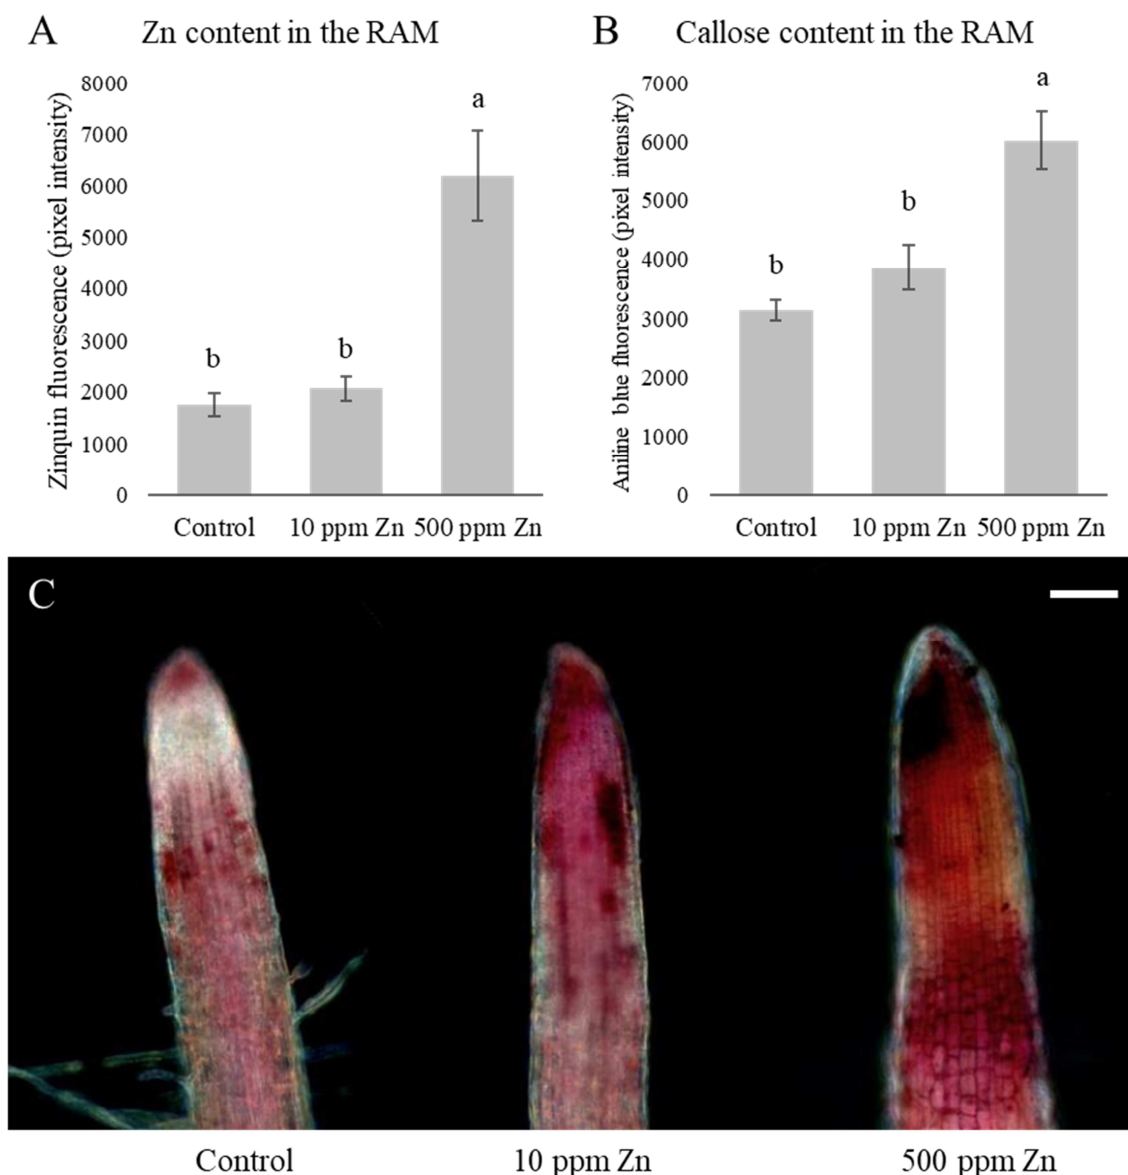 A
Zn content in the RAM
Zinquin fluorescence (pixel intensity)
8000
7000
6000
5000
4000
3000
2000
1000
0
b
b
a
Control
10 ppm Zn
500 ppm Zn
B
Callose content in the RAM
Aniline blue fluorescence (pixel intensity)
7000
6000
5000
4000
3000
2000
1000
0
b
b
a
Control
10 ppm Zn
500 ppm Zn
C
Control
10 ppm Zn
500 ppm Zn